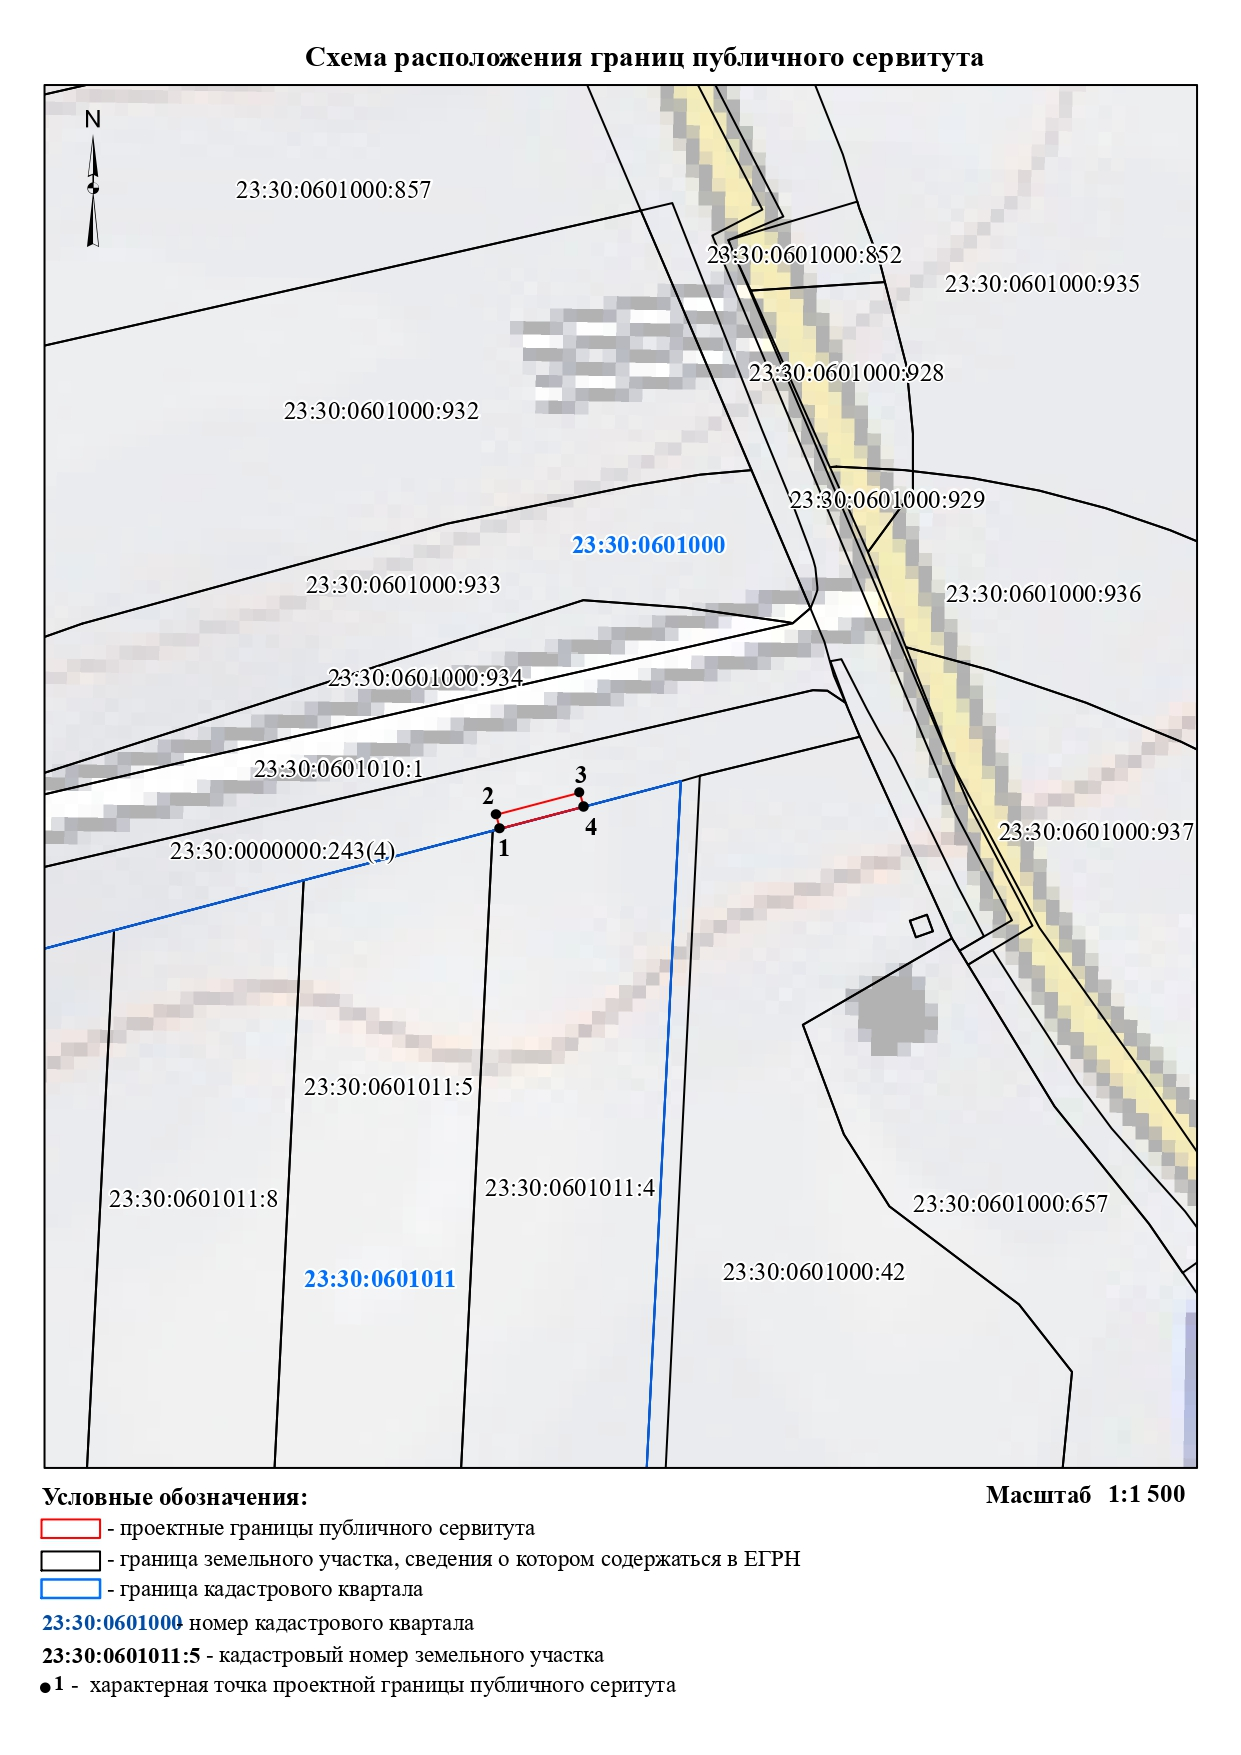 Схема расположения границ публичного сервитута
N
23:30:0601000:857
23:30:0601000:852
23:30:0601000:935
23:30:0601000:928
23:30:0601000:932
23:30:0601000:929
23:30:0601000
23:30:0601000:933
23:30:0601000:936
23:30:0601000:934
23:30:0601010:1
3
2
4
23:30:0601000:937
1
23:30:0000000:243(4)
23:30:0601011:5
23:30:0601011:4
23:30:0601011:8
23:30:0601000:657
23:30:0601000:42
23:30:0601011
Условные обозначения:
Масштаб 1:1 500
- проектные границы публичного сервитута
- граница земельного участка, сведения о котором содержаться в ЕГРН
- граница кадастрового квартала
23:30:0601000- номер кадастрового квартала
23:30:0601011:5 - кадастровый номер земельного участка
1 - характерная точка проектной границы публичного серитута